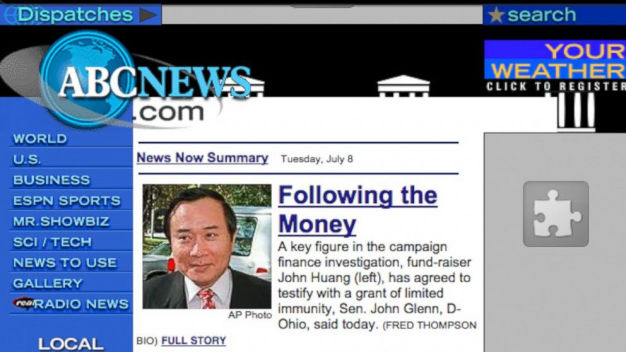 Dispatches
search
ABCNEWS
.com
YOUR
WEATHER
CLICK TO REGISTER
WORLD
U.S.
BUSINESS
ESPN SPORTS
MR.SHOWBIZ
SCI / TECH
NEWS TO USE
GALLERY
real RADIO NEWS
LOCAL
News Now Summary Tuesday, July 8
Following the
Money
A key figure in the campaign
finance investigation, fund-raiser
John Huang (left), has agreed to
testify with a grant of limited
immunity, Sen. John Glenn, D-
Ohio, said today. (FRED THOMPSON
AP Photo
BIO) FULL STORY